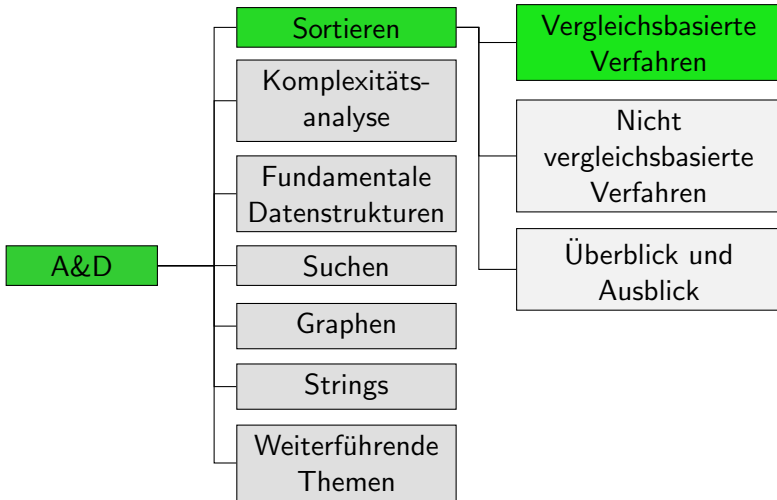 A&D
Sortieren
Komplexitäts-
analyse
Fundamentale
Datenstrukturen
Suchen
Graphen
Strings
Weiterführende
Themen
Vergleichsbasierte
Verfahren
Nicht
vergleichsbasierte
Verfahren
Überblick und
Ausblick